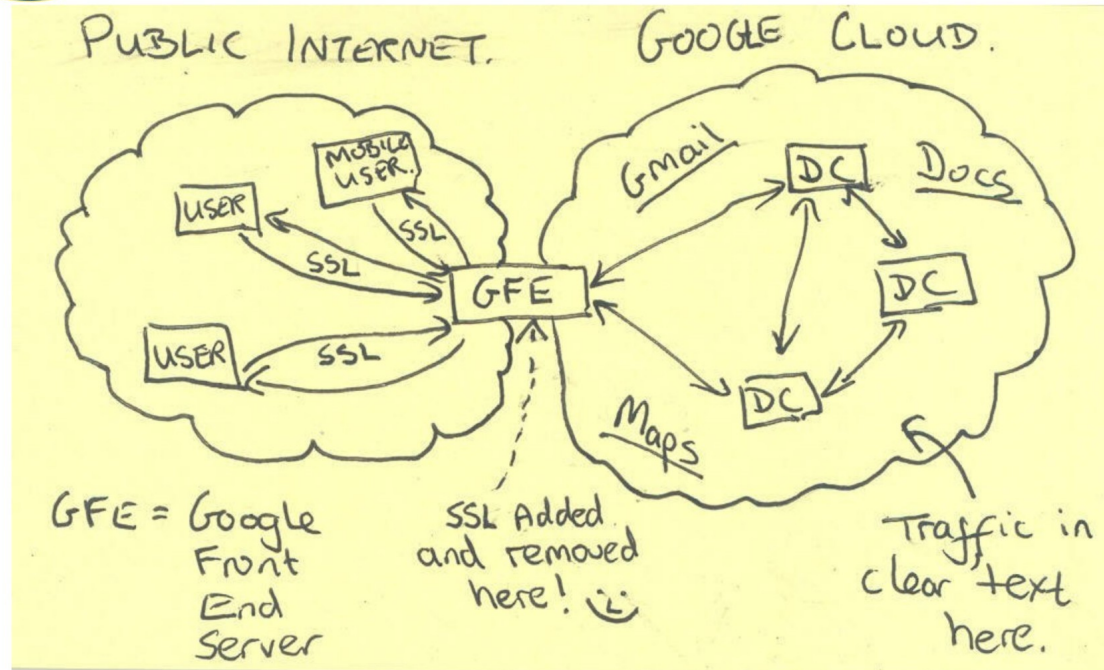 PUBLIC INTERNET.
GOOGLE CLOUD.
MOBILE
USER.
USER
SSL
SSL
USER
SSL
GFE
Gmail
DC
Docs
DC
DC
Maps
GFE = Google
Front
End
Server
SSL Added
and removed
here!
Traffic in
clear text
here.